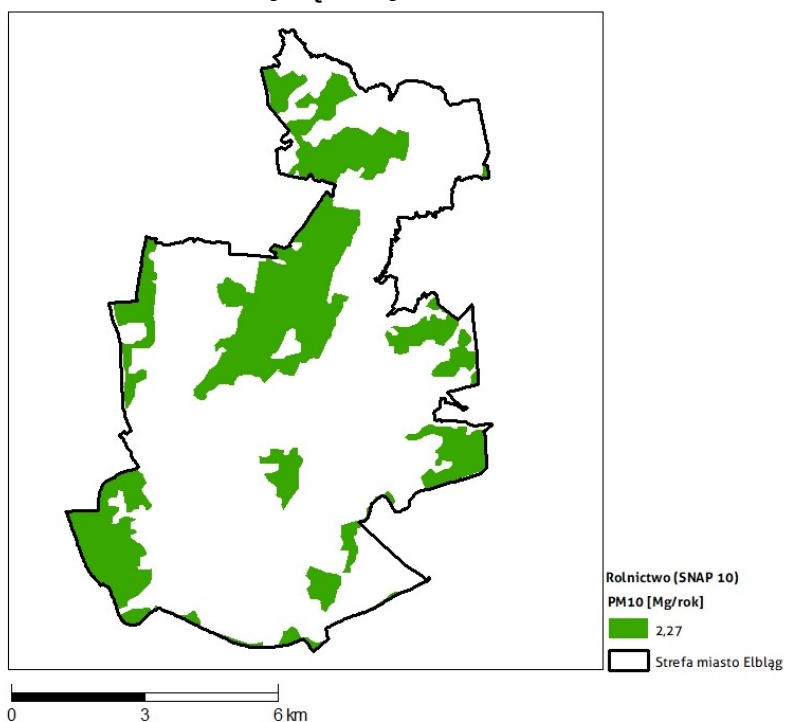 Rolnictwo (SNAP 10)
PM10 [Mg/rok]
2,27
Strefa miasto Elbląg
0 3 6 km